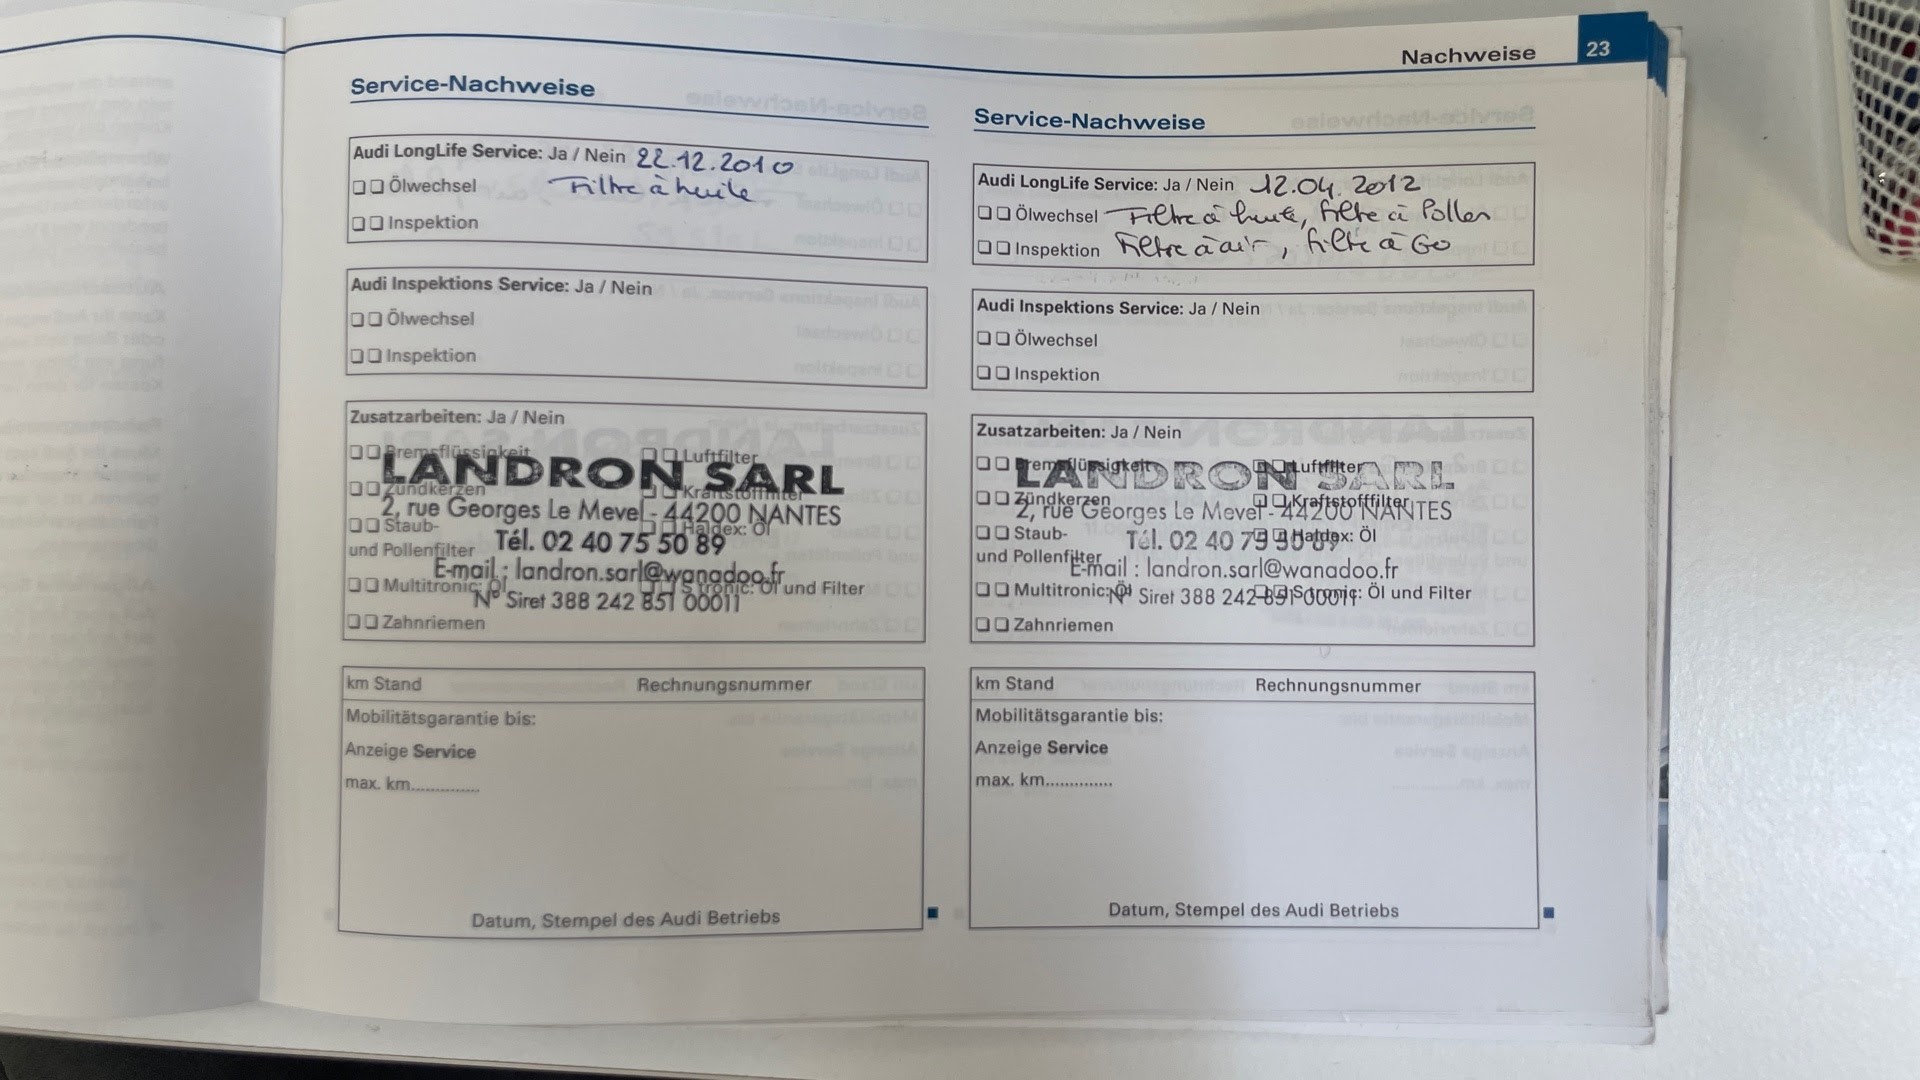 Nachweise 23
Service-Nachweise
Audi LongLife Service: Ja / Nein 22.12.2010
Ölwechsel Filtre à huile
Inspektion
Audi Inspektions Service: Ja / Nein
Ölwechsel
Inspektion
Zusatzarbeiten: Ja / Nein
Bremsflüssigkeit Luftfilter
LANDRON SARL
Zündkerzen Kraftstofffilter
2, rue Georges Le Mevel - 44200 NANTES
Staub- Haldex: Öl
und Pollenfilter
Tél. 02 40 75 50 89
E-mail : landron.sarl@wanadoo.fr
Multitronic: Öl S tronic: Öl und Filter
N° Siret 388 242 851 00011
Zahnriemen
km Stand Rechnungsnummer
Mobilitätsgarantie bis:
Anzeige Service
max. km..............
Datum, Stempel des Audi Betriebs
Service-Nachweise
Audi LongLife Service: Ja / Nein 12.04.2012
Ölwechsel Filtre à huile, filtre à Pollen
Inspektion Filtre à air, filtre à Go
Audi Inspektions Service: Ja / Nein
Ölwechsel
Inspektion
Zusatzarbeiten: Ja / Nein
Bremsflüssigkeit Luftfilter
LANDRON SARL
Zündkerzen Kraftstofffilter
2, rue Georges Le Mevel - 44200 NANTES
Staub- Haldex: Öl
und Pollenfilter
Tél. 02 40 75 50 89
E-mail : landron.sarl@wanadoo.fr
Multitronic: Öl S tronic: Öl und Filter
N° Siret 388 242 851 00011
Zahnriemen
km Stand Rechnungsnummer
Mobilitätsgarantie bis:
Anzeige Service
max. km..............
Datum, Stempel des Audi Betriebs